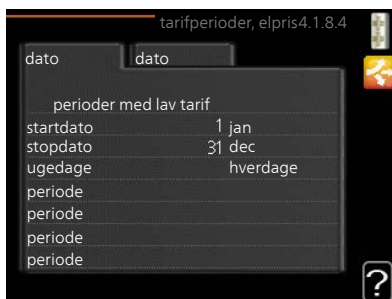 tarifperioder, elpris4.1.8.4
dato dato
perioder med lav tarif
startdato 1 jan
stopdato 31 dec
ugedage hverdage
periode
periode
periode
periode
?